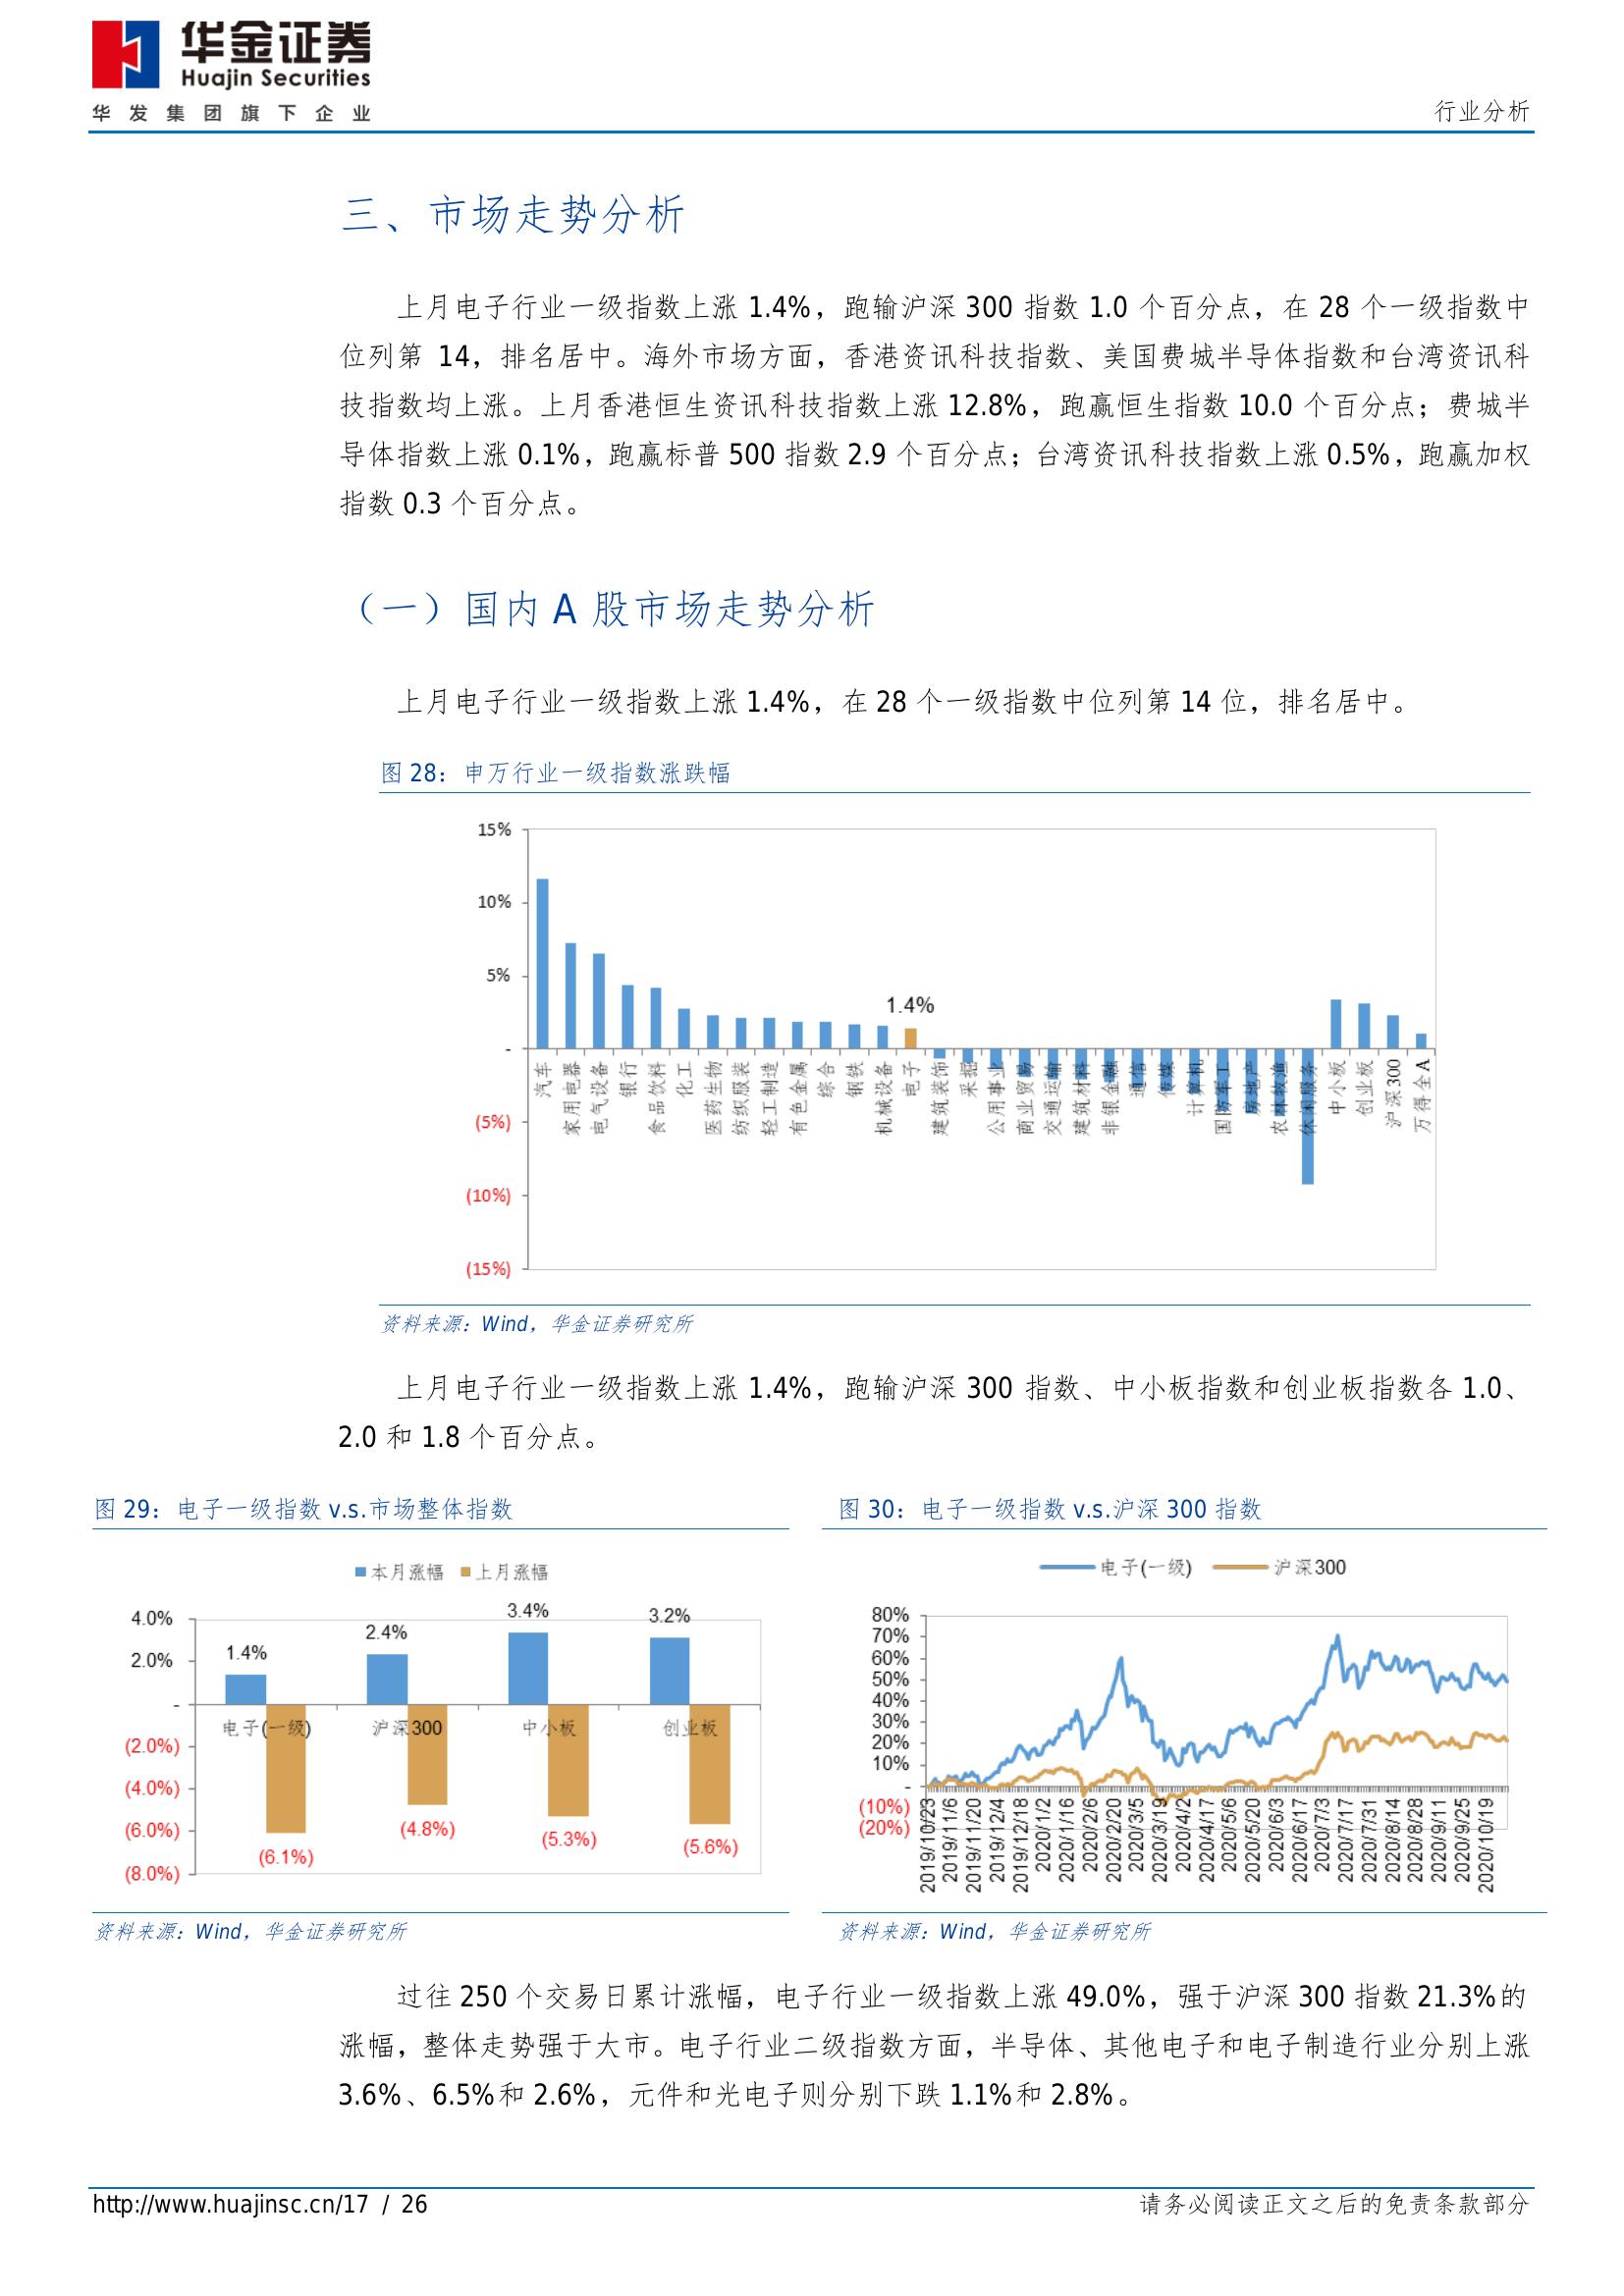 华金证券
Huajin Securities
华发集团旗下企业
行业分析
三、市场走势分析
上月电子行业一级指数上涨 1.4%，跑输沪深 300 指数 1.0 个百分点，在 28 个一级指数中
位列第 14，排名居中。海外市场方面，香港资讯科技指数、美国费城半导体指数和台湾资讯科
技指数均上涨。上月香港恒生资讯科技指数上涨 12.8%，跑赢恒生指数 10.0 个百分点；费城半
导体指数上涨 0.1%，跑赢标普 500 指数 2.9 个百分点；台湾资讯科技指数上涨 0.5%，跑赢加权
指数 0.3 个百分点。
（一）国内 A 股市场走势分析
上月电子行业一级指数上涨 1.4%，在 28 个一级指数中位列第 14 位，排名居中。
图 28：申万行业一级指数涨跌幅
15%
10%
5%
-
(5%)
(10%)
(15%)
1.4%
汽车
家用电器
电气设备
银行
食品饮料
化工
医药生物
纺织服装
轻工制造
有色金属
综合
钢铁
机械设备
电子
建筑装饰
采掘
公用事业
商业贸易
交通运输
建筑材料
非银金融
通信
传媒
计算机
国防军工
房地产
农林牧渔
休闲服务
中小板
创业板
沪深300
万得全A
资料来源：Wind，华金证券研究所
上月电子行业一级指数上涨 1.4%，跑输沪深 300 指数、中小板指数和创业板指数各 1.0、
2.0 和 1.8 个百分点。
图 29：电子一级指数 v.s.市场整体指数
本月涨幅 上月涨幅
4.0%
2.0%
-
(2.0%)
(4.0%)
(6.0%)
(8.0%)
1.4%
2.4%
3.4%
3.2%
电子(一级)
沪深300
中小板
创业板
(6.1%)
(4.8%)
(5.3%)
(5.6%)
资料来源：Wind，华金证券研究所
图 30：电子一级指数 v.s.沪深 300 指数
电子(一级) 沪深300
80%
70%
60%
50%
40%
30%
20%
10%
-
(10%)
(20%)
2019/10/23
2019/11/6
2019/11/20
2019/12/4
2019/12/18
2020/1/2
2020/1/16
2020/2/6
2020/2/20
2020/3/5
2020/3/19
2020/4/2
2020/4/17
2020/5/6
2020/5/20
2020/6/3
2020/6/17
2020/7/3
2020/7/17
2020/7/31
2020/8/14
2020/8/28
2020/9/11
2020/9/25
2020/10/19
资料来源：Wind，华金证券研究所
过往 250 个交易日累计涨幅，电子行业一级指数上涨 49.0%，强于沪深 300 指数 21.3%的
涨幅，整体走势强于大市。电子行业二级指数方面，半导体、其他电子和电子制造行业分别上涨
3.6%、6.5%和 2.6%，元件和光电子则分别下跌 1.1%和 2.8%。
http://www.huajinsc.cn/17 / 26
请务必阅读正文之后的免责条款部分